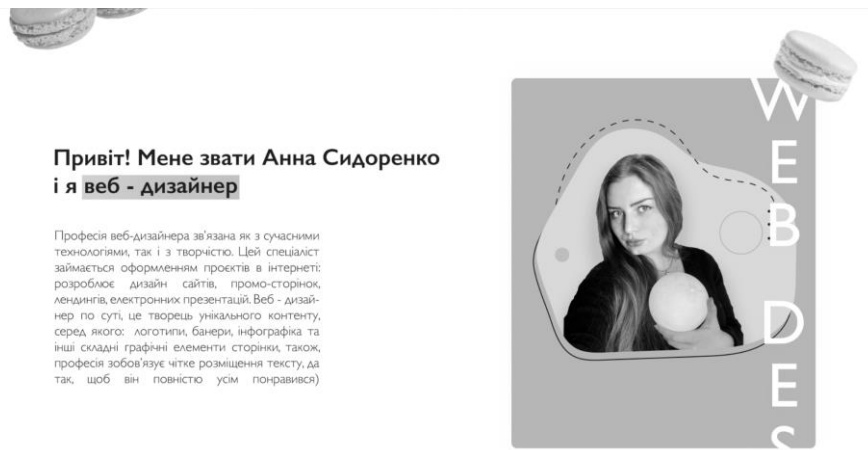 Привіт! Мене звати Анна Сидоренко
і я веб - дизайнер
Професія веб-дизайнера зв'язана як з сучасними
технологіями, так і з творчістю. Цей спеціаліст
займається оформленням проєктів в інтернеті:
розроблює дизайн сайтів, промо-сторінок,
лендингів, електронних презентацій. Веб - дизай-
нер по суті, це творець унікального контенту,
серед якого: логотипи, банери, інфографіка та
інші складні графічні елементи сторінки, також,
професія зобов'язує чітке розміщення тексту, да
так, щоб він повністю усім понравився)
WEB DES